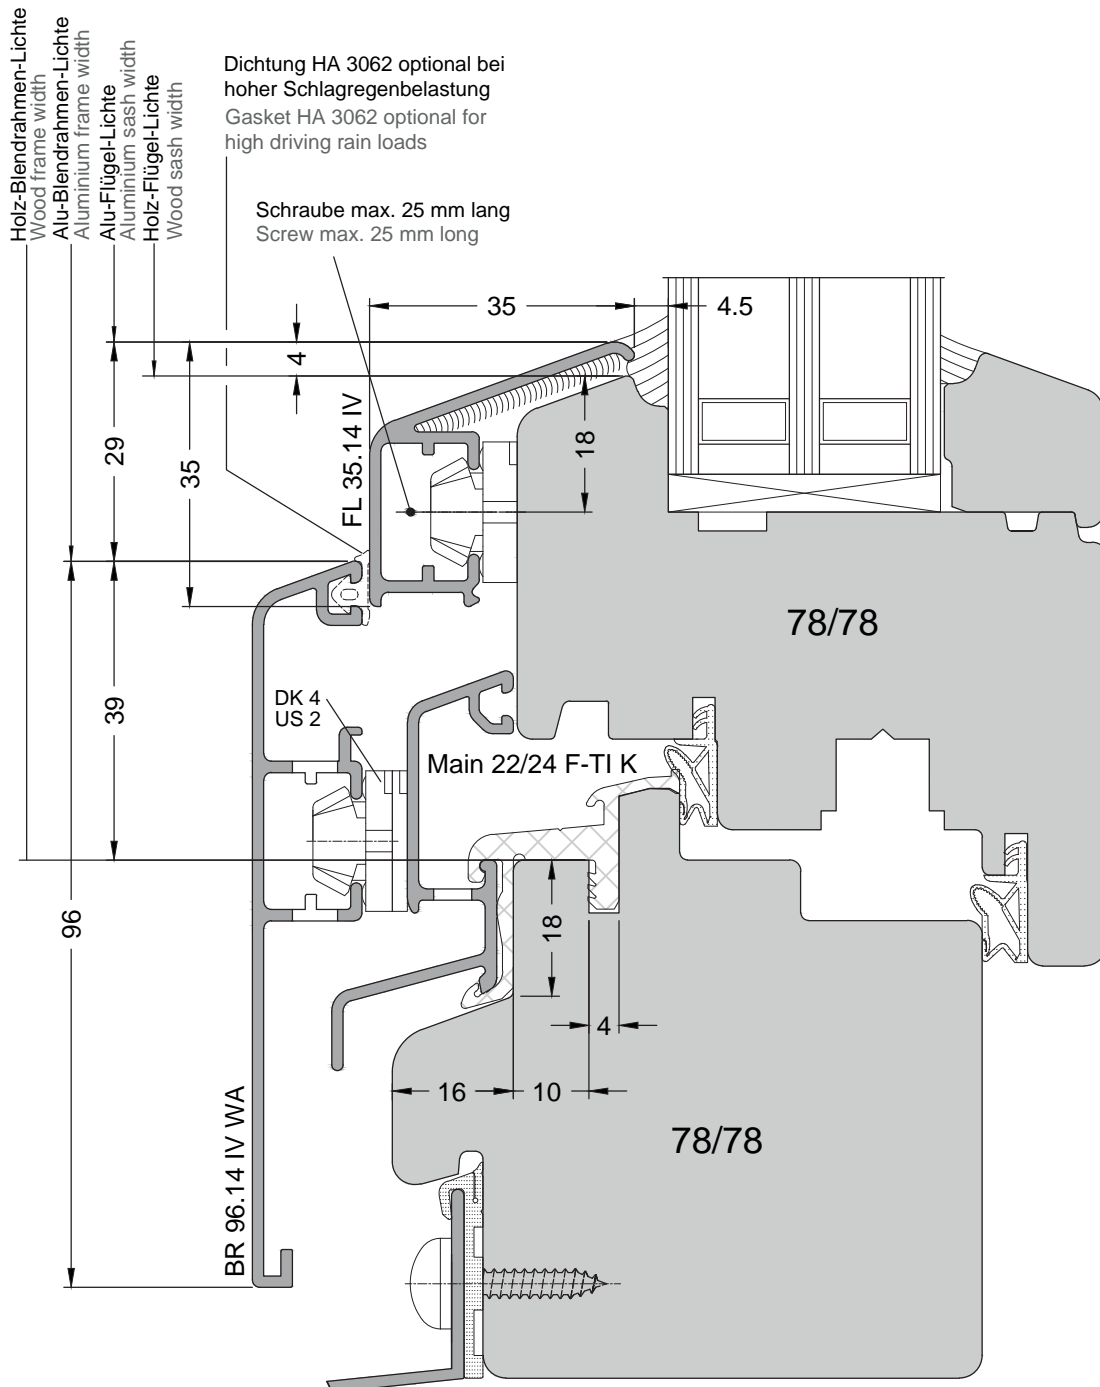 Holz-Blendrahmen-Lichte
Wood frame width
Alu-Blendrahmen-Lichte
Aluminium frame width
Alu-Flügel-Lichte
Aluminium sash width
Holz-Flügel-Lichte
Wood sash width
Dichtung HA 3062 optional bei
hoher Schlagregenbelastung
Gasket HA 3062 optional for
high driving rain loads
Schraube max. 25 mm lang
Screw max. 25 mm long
35
4.5
4
29
35
18
FL 35.14 IV
78/78
39
DK 4
US 2
Main 22/24 F-TI K
96
18
4
16
10
78/78
BR 96.14 IV WA